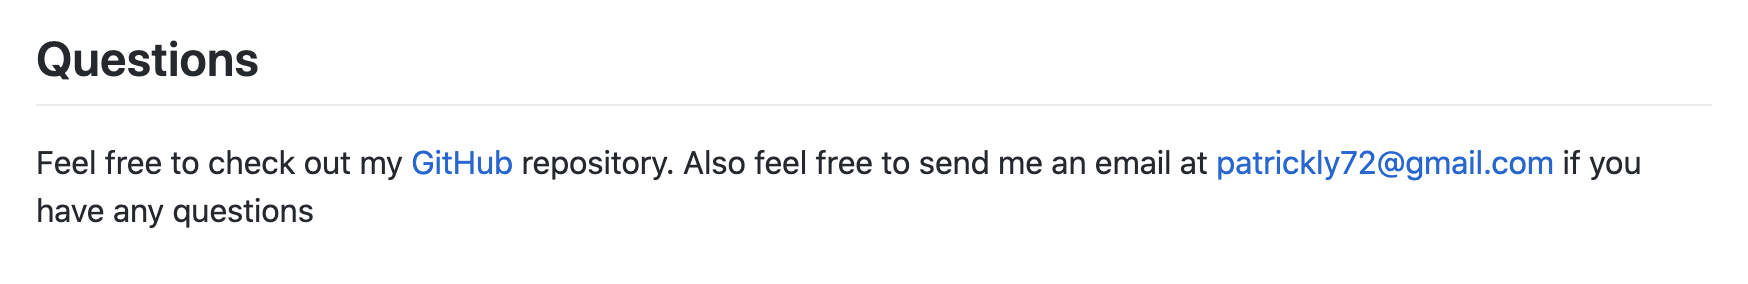 Questions
Feel free to check out my GitHub repository. Also feel free to send me an email at patrickly72@gmail.com if you
have any questions